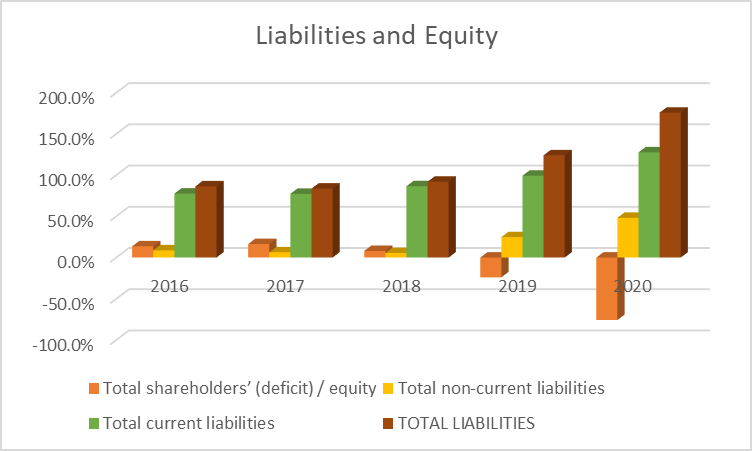 Liabilities and Equity
200.0%
150.0%
100.0%
50.0%
0.0%
-50.0%
-100.0%
2016 2017 2018 2019 2020
Total shareholders’ (deficit) / equity Total non-current liabilities
Total current liabilities TOTAL LIABILITIES